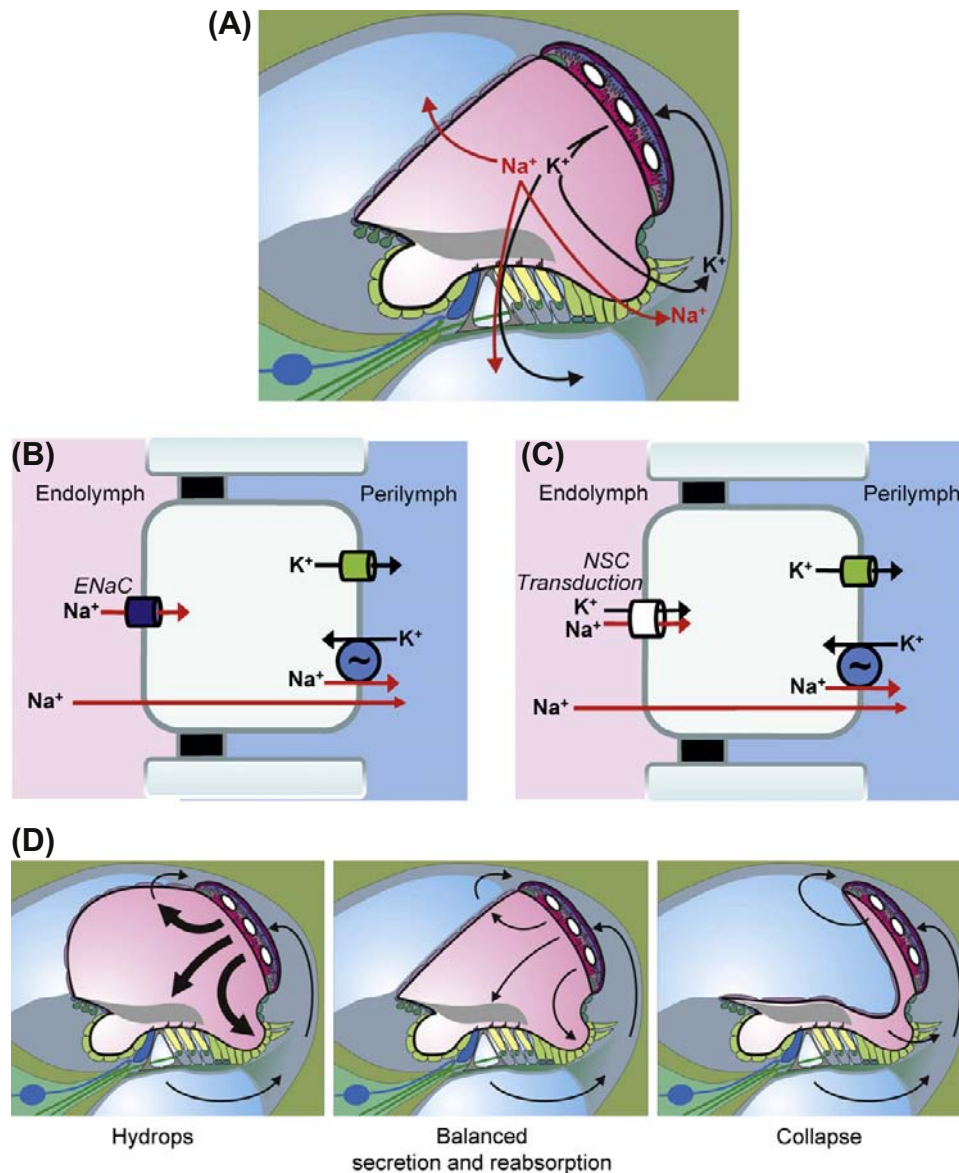 (A)
Na⁺ K⁺
K⁺
Na⁺
(B)
Endolymph Perilymph
K⁺
ENaC
Na⁺
K⁺
Na⁺
Na⁺
~
(C)
Endolymph Perilymph
NSC
Transduction
K⁺
K⁺
Na⁺
K⁺
Na⁺
Na⁺
~
(D)
Hydrops
Balanced
secretion and reabsorption
Collapse